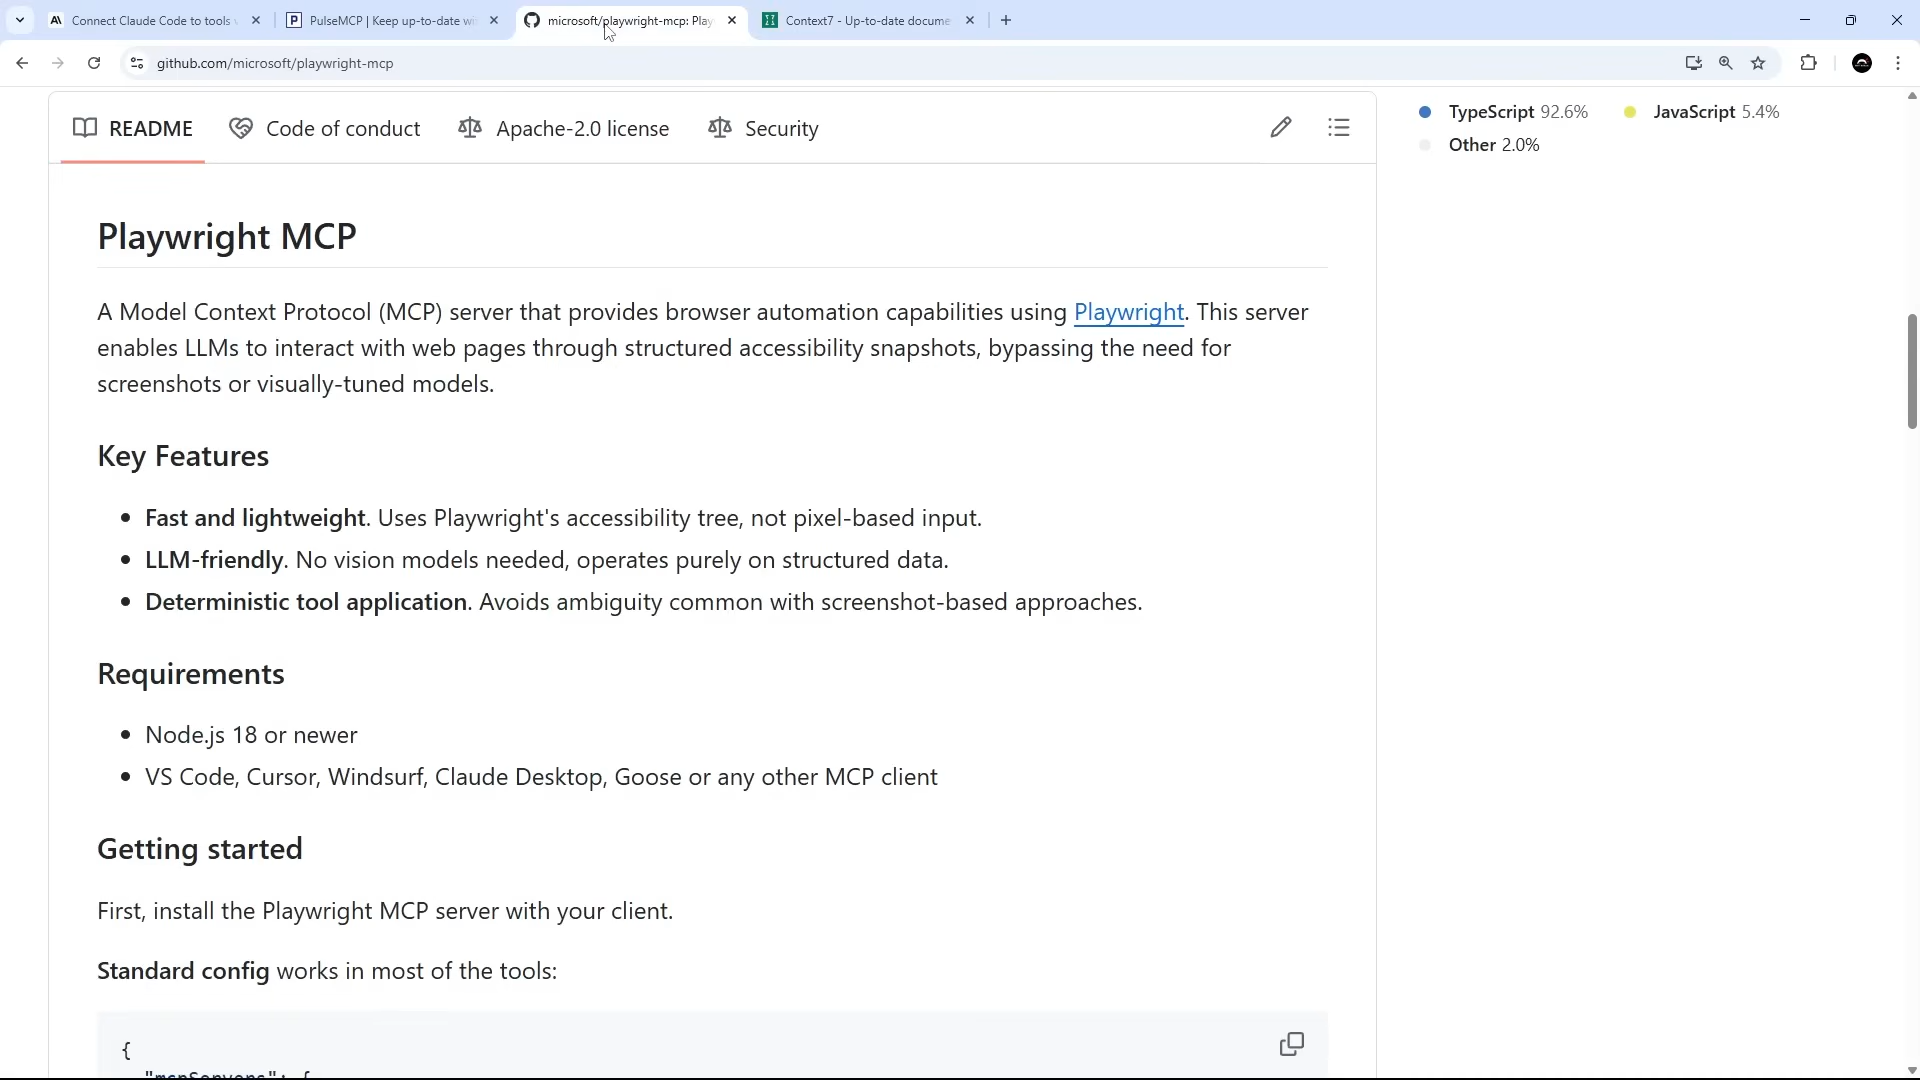 Connect Claude Code to tools
PulseMCP | Keep up-to-date wi
microsoft/playwright-mcp: Play
Context7 - Up-to-date docume
github.com/microsoft/playwright-mcp
README
Code of conduct
Apache-2.0 license
Security
TypeScript 92.6%
JavaScript 5.4%
Other 2.0%
Playwright MCP
A Model Context Protocol (MCP) server that provides browser automation capabilities using Playwright. This server
enables LLMs to interact with web pages through structured accessibility snapshots, bypassing the need for
screenshots or visually-tuned models.
Key Features
Fast and lightweight. Uses Playwright's accessibility tree, not pixel-based input.
LLM-friendly. No vision models needed, operates purely on structured data.
Deterministic tool application. Avoids ambiguity common with screenshot-based approaches.
Requirements
Node.js 18 or newer
VS Code, Cursor, Windsurf, Claude Desktop, Goose or any other MCP client
Getting started
First, install the Playwright MCP server with your client.
Standard config works in most of the tools:
{
"mcpServers": {